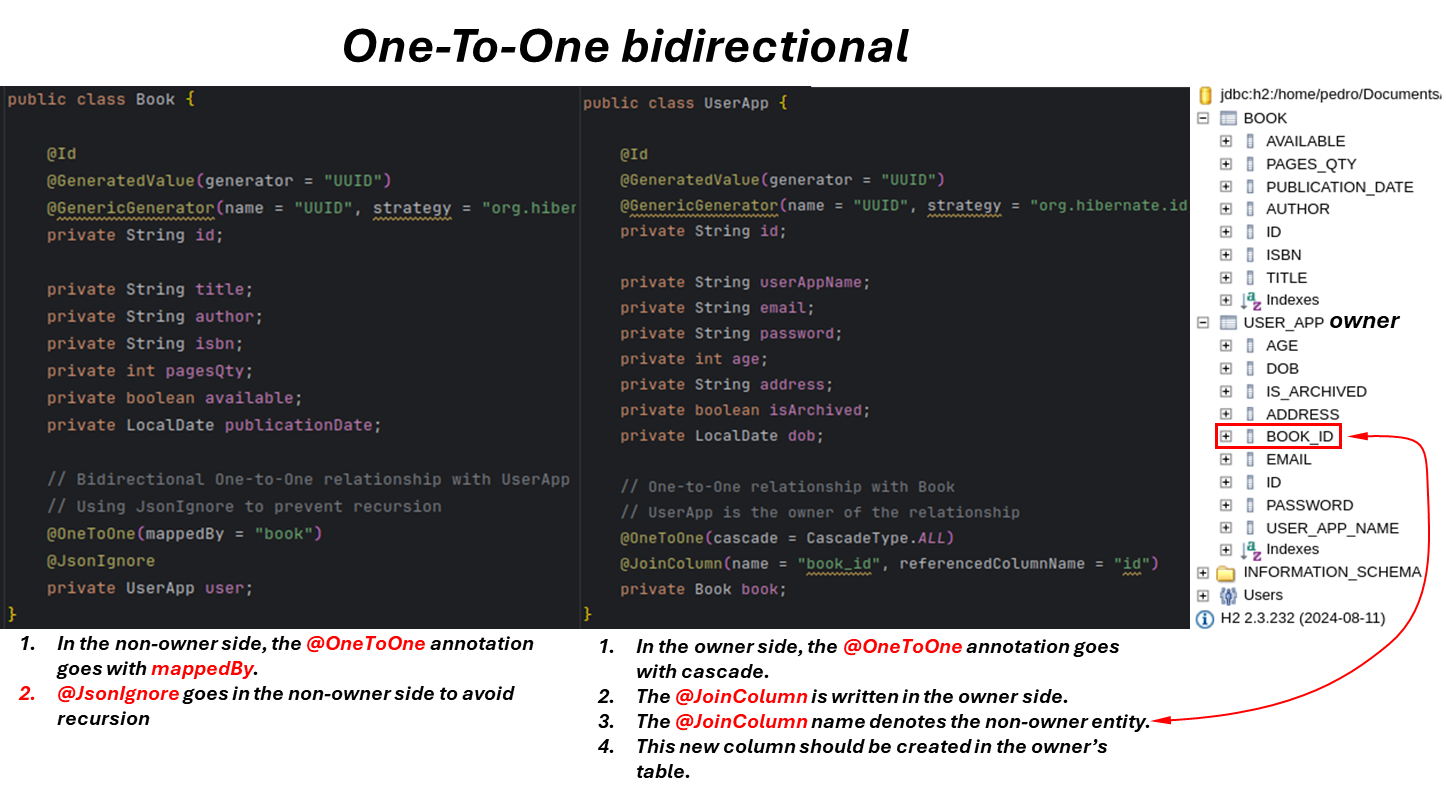 One-To-One bidirectional
public class Book {
@Id
@GeneratedValue(generator = "UUID")
@GenericGenerator(name = "UUID", strategy = "org.hiber
private String id;
private String title;
private String author;
private String isbn;
private int pagesQty;
private boolean available;
private LocalDate publicationDate;
// Bidirectional One-to-One relationship with UserApp
// Using JsonIgnore to prevent recursion
@OneToOne(mappedBy = "book")
@JsonIgnore
private UserApp user;
}
public class UserApp {
@Id
@GeneratedValue(generator = "UUID")
@GenericGenerator(name = "UUID", strategy = "org.hibernate.id
private String id;
private String userAppName;
private String email;
private String password;
private int age;
private String address;
private boolean isArchived;
private LocalDate dob;
// One-to-One relationship with Book
// UserApp is the owner of the relationship
@OneToOne(cascade = CascadeType.ALL)
@JoinColumn(name = "book_id", referencedColumnName = "id")
private Book book;
}
jdbc:h2:/home/pedro/Documents/
BOOK
AVAILABLE
PAGES_QTY
PUBLICATION_DATE
AUTHOR
ID
ISBN
TITLE
Indexes
USER_APP owner
AGE
DOB
IS_ARCHIVED
ADDRESS
BOOK_ID
EMAIL
ID
PASSWORD
USER_APP_NAME
Indexes
INFORMATION_SCHEMA
Users
H2 2.3.232 (2024-08-11)
1. In the non-owner side, the @OneToOne annotation
goes with mappedBy.
2. @JsonIgnore goes in the non-owner side to avoid
recursion
1. In the owner side, the @OneToOne annotation goes
with cascade.
2. The @JoinColumn is written in the owner side.
3. The @JoinColumn name denotes the non-owner entity.
4. This new column should be created in the owner's
table.